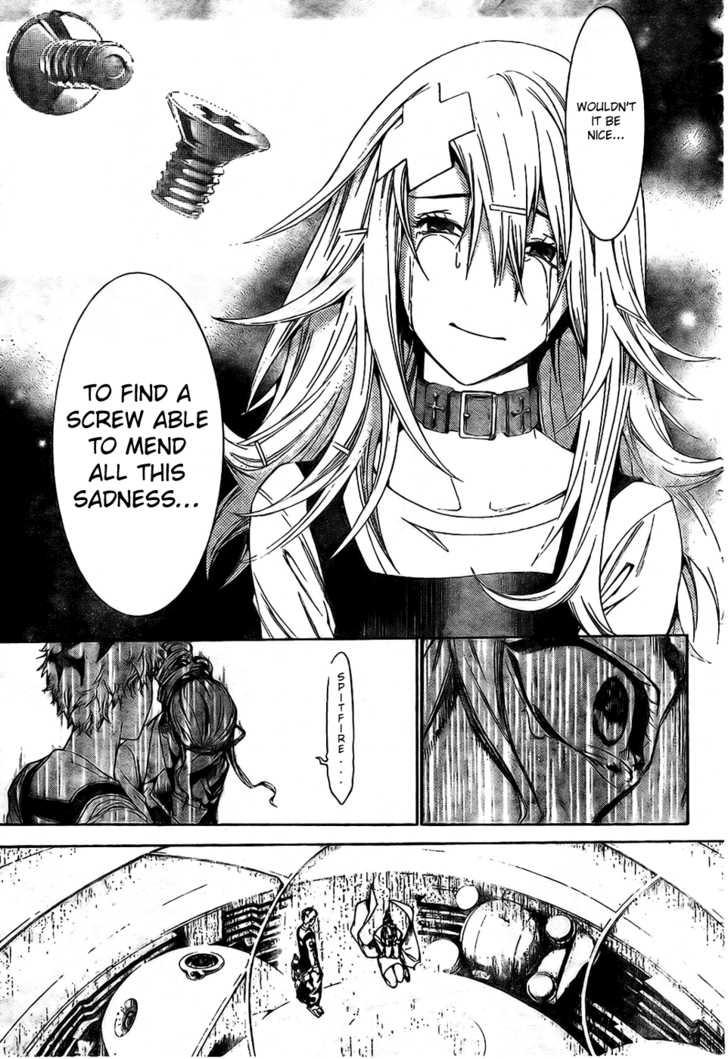 WOULDN'T
IT BE
NICE...
TO FIND A
SCREW ABLE
TO MEND
ALL THIS
SADNESS...
SPITFIRE...